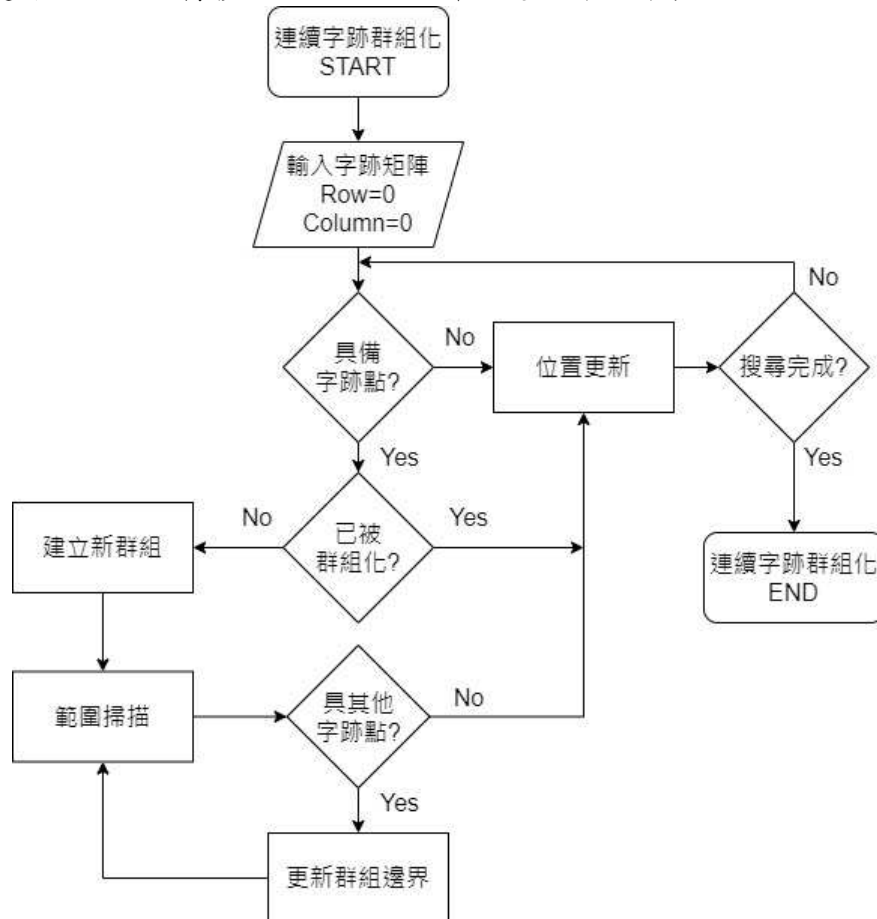 連續字跡群組化
START
輸入字跡矩陣
Row=0
Column=0
No
具備
字跡點?
No
位置更新
搜尋完成?
Yes
Yes
建立新群組
No
已被
群組化?
Yes
連續字跡群組化
END
範圍掃描
具其他
字跡點?
No
Yes
更新群組邊界